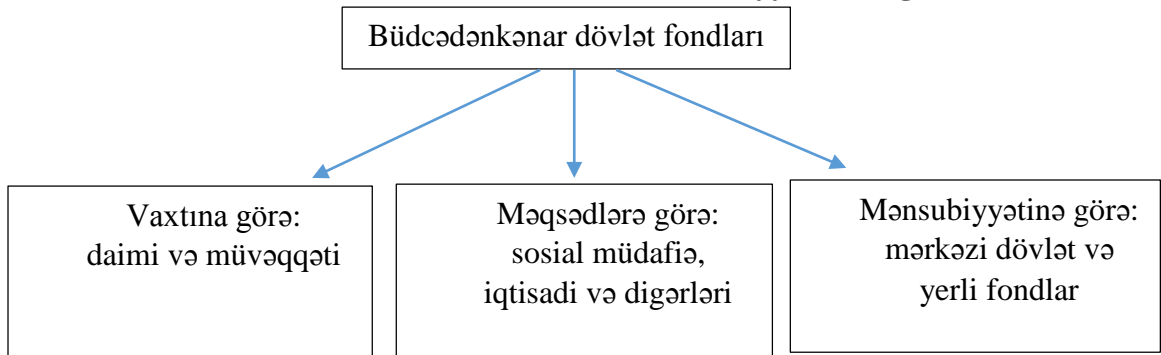 Büdcədənkənar dövlət fondları
Vaxtına görə:
daimi və müvəqqəti
Məqsədlərə görə:
sosial müdafiə,
iqtisadi və digərləri
Mənsubiyyətinə görə:
mərkəzi dövlət və
yerli fondlar